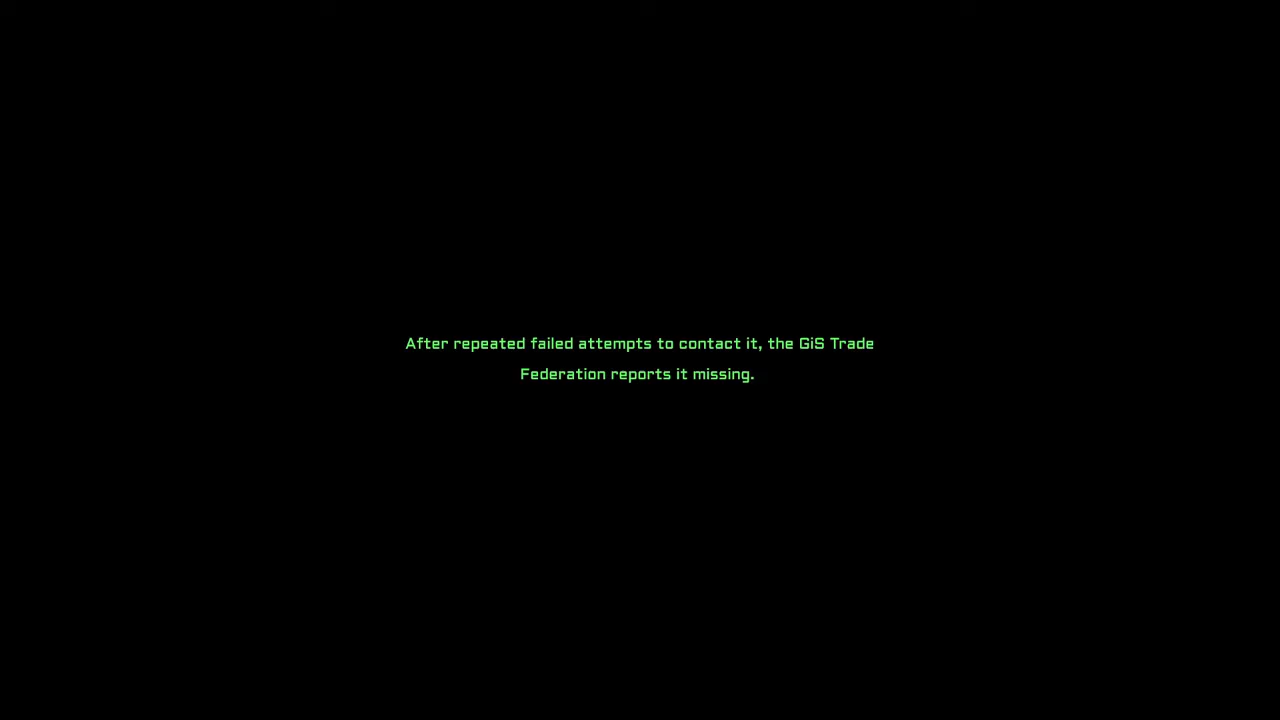 After repeated failed attempts to contact it, the GiS Trade
Federation reports it missing.